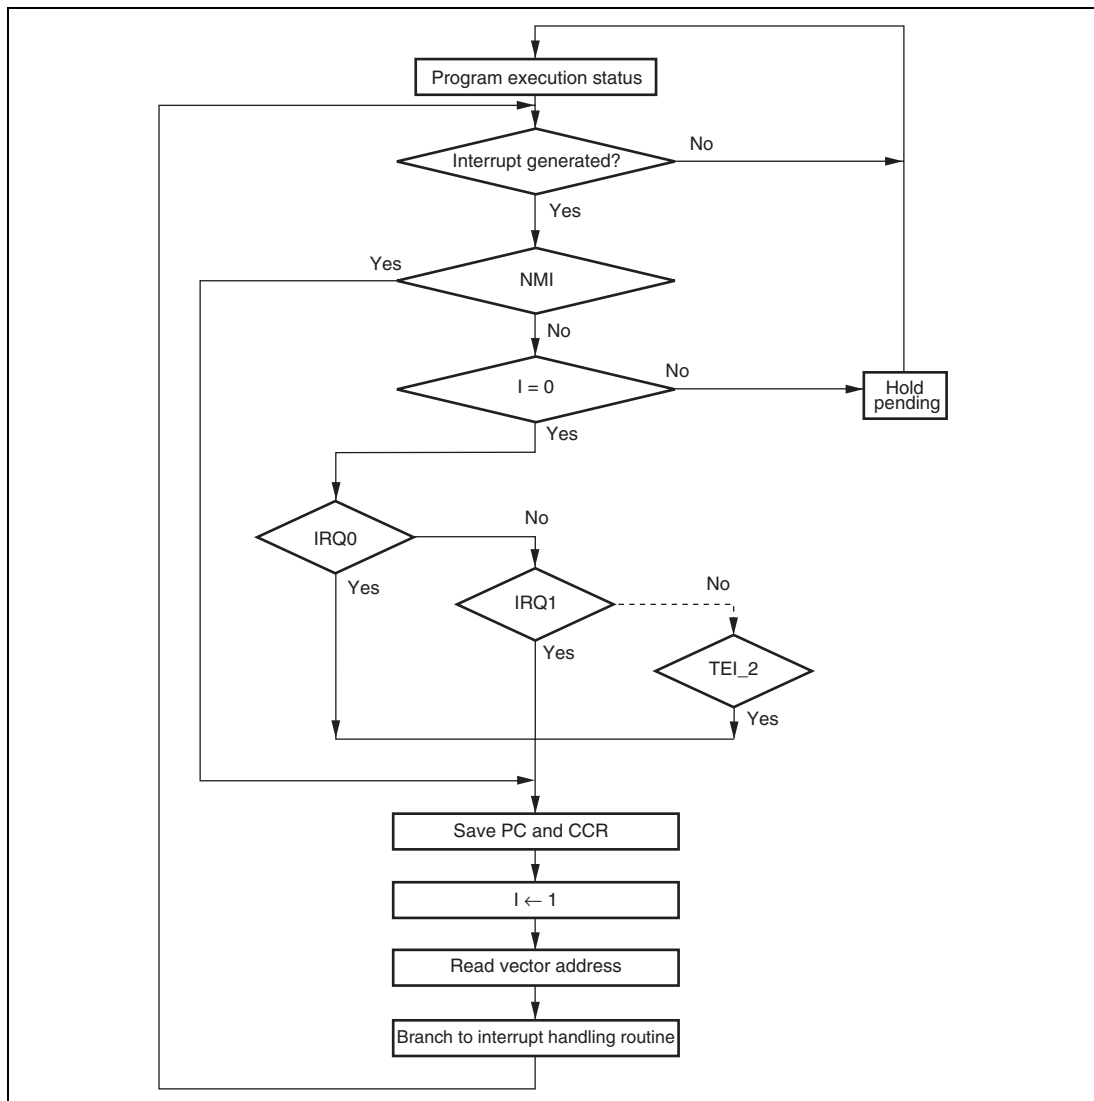 Program execution status
Interrupt generated?
No
Yes
Yes
NMI
No
I = 0
No
Hold
pending
Yes
IRQ0
No
Yes
IRQ1
No
Yes
TEI_2
Yes
Save PC and CCR
I ← 1
Read vector address
Branch to interrupt handling routine